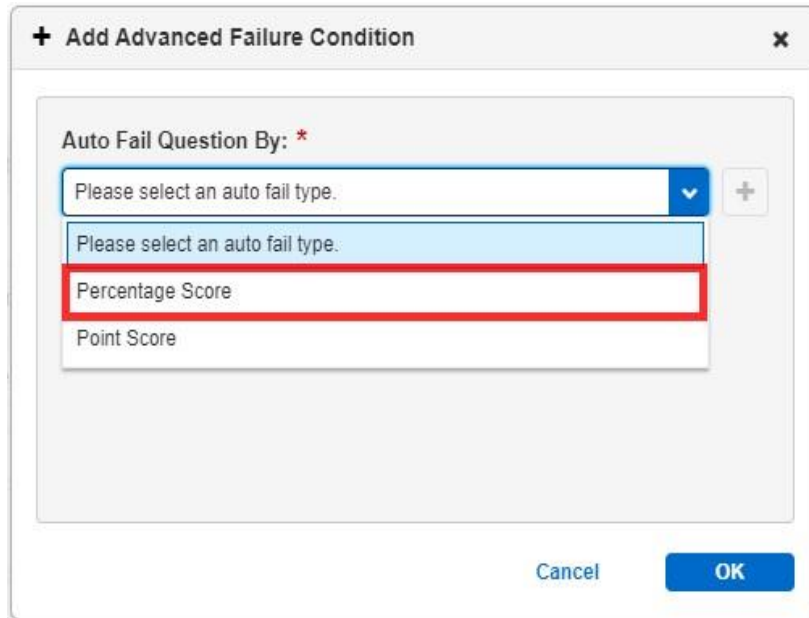 + Add Advanced Failure Condition
Auto Fail Question By: *
Please select an auto fail type.
Please select an auto fail type.
Percentage Score
Point Score
Cancel OK